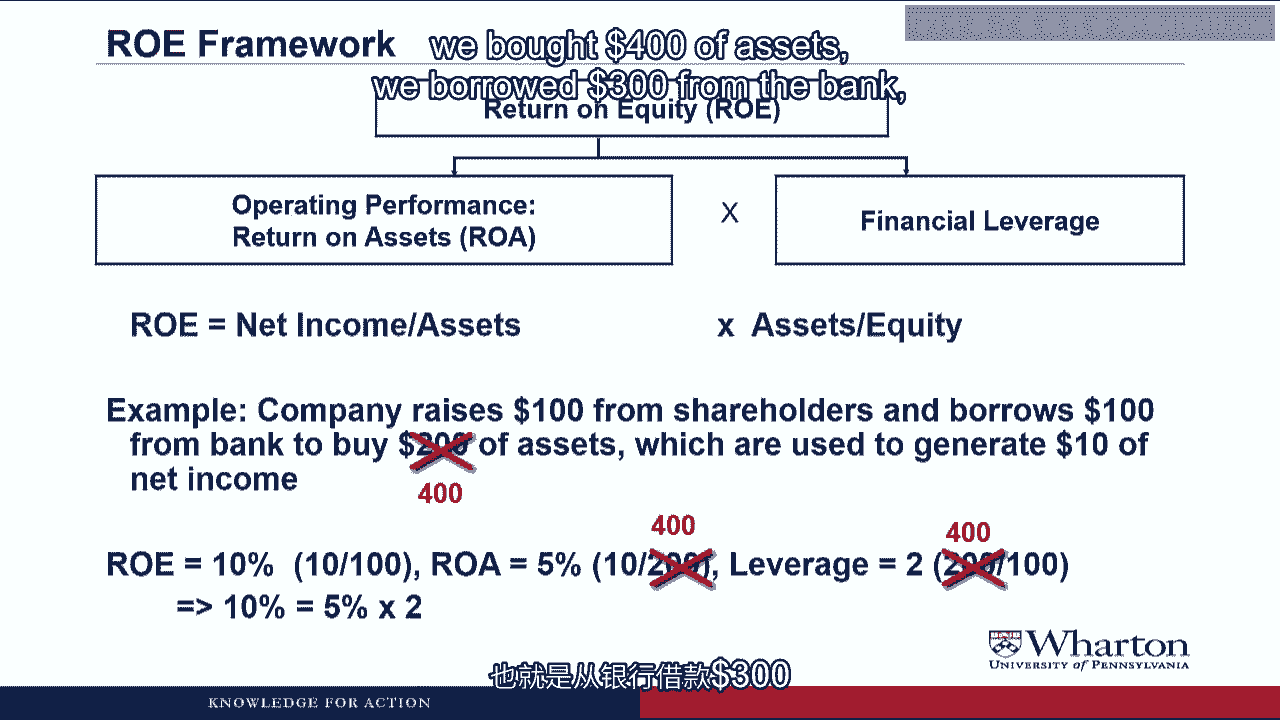 ROE Framework
we bought $400 of assets,
we borrowed $300 from the bank,
Return on Equity (ROE)
Operating Performance:
Return on Assets (ROA)
X
Financial Leverage
ROE = Net Income/Assets x Assets/Equity
Example: Company raises $100 from shareholders and borrows $100
from bank to buy $200 of assets, which are used to generate $10 of
net income
400
400
400
ROE = 10% (10/100), ROA = 5% (10/200), Leverage = 2 (200/100)
=> 10% = 5% x 2
Wharton
UNIVERSITY of PENNSYLVANIA
也就是从银行借款$300
KNOWLEDGE FOR ACTION